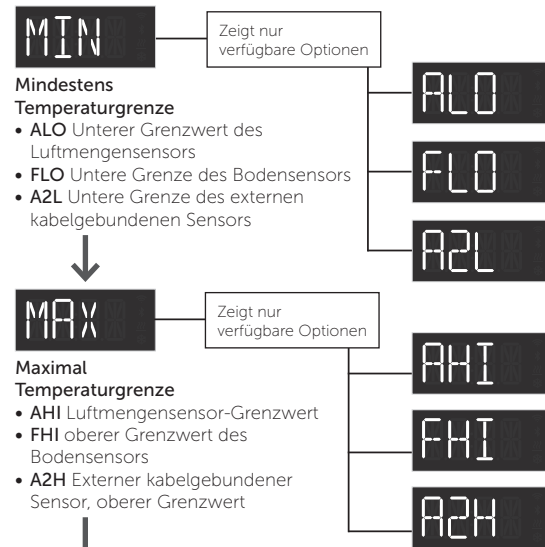 MIN
Zeigt nur
verfügbare Optionen
Mindestens
Temperaturgrenze
• ALO Unterer Grenzwert des
Luftmengensensors
• FLO Untere Grenze des Bodensensors
• A2L Untere Grenze des externen
kabelgebundenen Sensors
ALO
FLO
A2L
MAX
Zeigt nur
verfügbare Optionen
Maximal
Temperaturgrenze
• AHI Luftmengensensor-Grenzwert
• FHI oberer Grenzwert des
Bodensensors
• A2H Externer kabelgebundener
Sensor, oberer Grenzwert
AHI
FHI
A2H